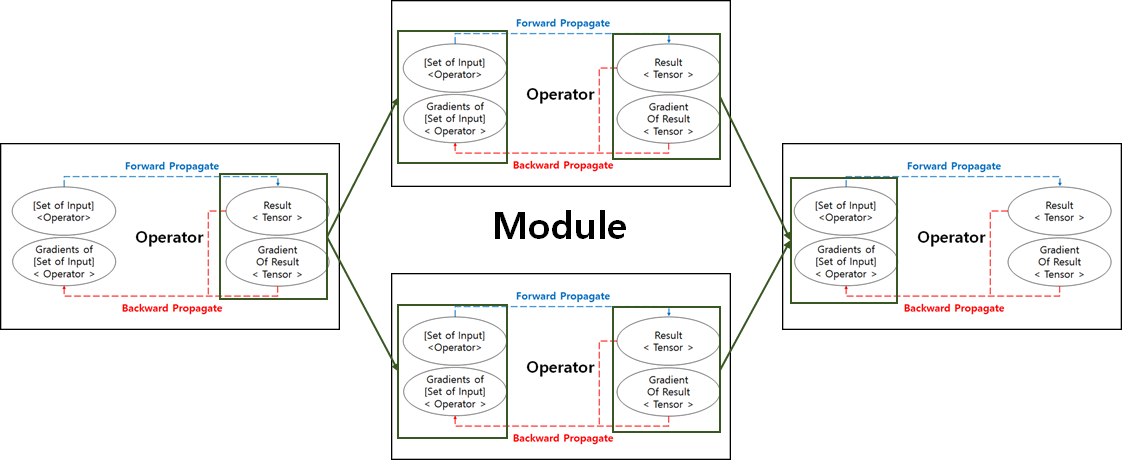 Forward Propagate
[Set of Input]
<Operator>
Result
< Tensor >
Operator
Gradients of
[Set of Input]
< Operator >
Gradient
Of Result
< Tensor >
Backward Propagate
Forward Propagate
[Set of Input]
<Operator>
Result
< Tensor >
Operator
Gradients of
[Set of Input]
< Operator >
Gradient
Of Result
< Tensor >
Backward Propagate
Module
Forward Propagate
[Set of Input]
<Operator>
Result
< Tensor >
Operator
Gradients of
[Set of Input]
< Operator >
Gradient
Of Result
< Tensor >
Backward Propagate
Forward Propagate
[Set of Input]
<Operator>
Result
< Tensor >
Operator
Gradients of
[Set of Input]
< Operator >
Gradient
Of Result
< Tensor >
Backward Propagate